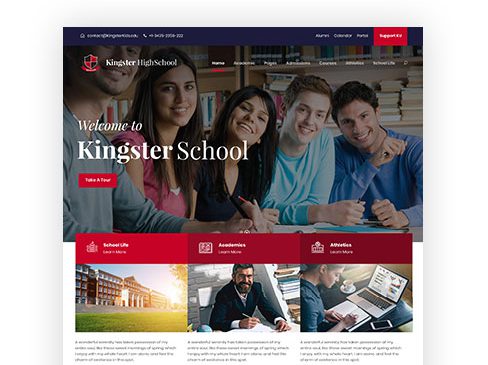 contact@KingsterKids.edu +1-3435-2356-222 Alumni Calendar Portal Support KU
Kingster HighSchool Home Academic Pages Admissions Courses Athletics School Life
Welcome to
Kingster School
Take A Tour
School Life
Learn More
Academics
Learn More
Athletics
Learn More
A wonderful serenity has taken possession of my
entire soul, like these sweet mornings of spring which
I enjoy with my whole heart. I am alone, and feel the
charm of existence in this spot.
A wonderful serenity has taken possession of my
entire soul, like these sweet mornings of spring which
I enjoy with my whole heart. I am alone, and feel the
charm of existence in this spot.
A wonderful serenity has taken possession of my
entire soul, like these sweet mornings of spring which
I enjoy with my whole heart. I am alone, and feel the
charm of existence in this spot.